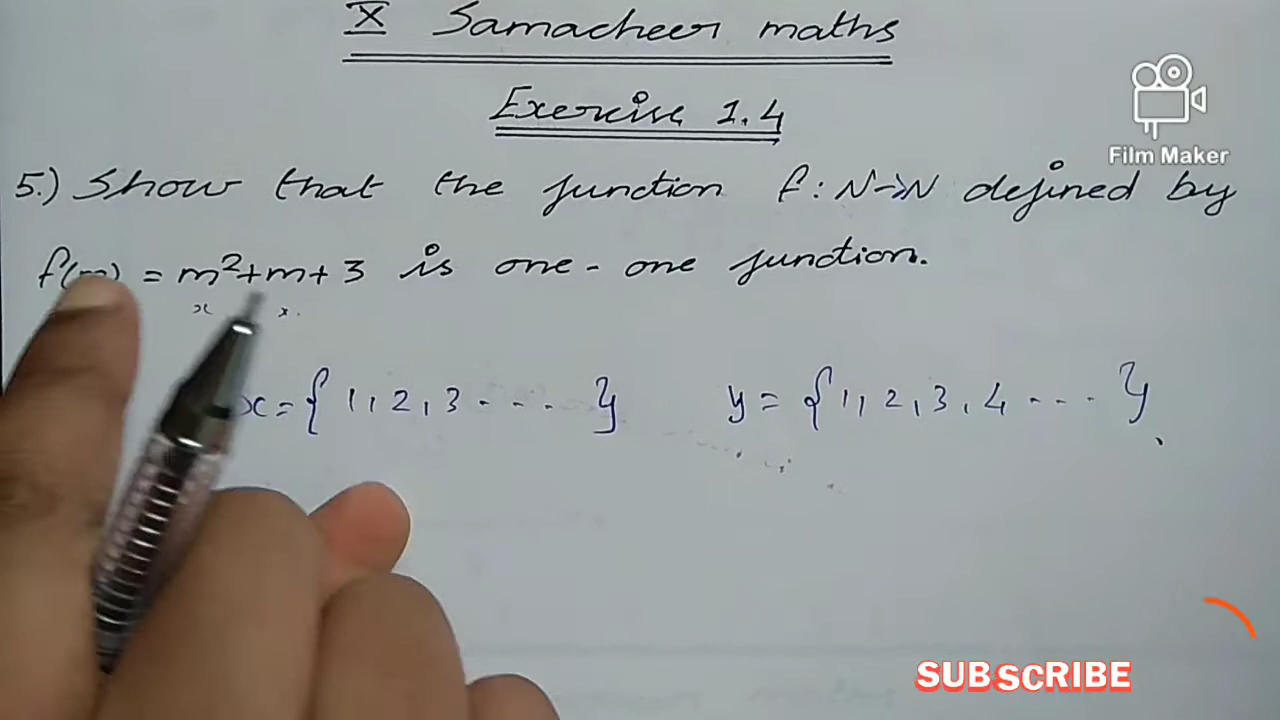 X Samacheer maths
Exercise 1.4
Film Maker
5.) Show that the function f : N→N defined by
f(m) = m²+m+3 is one-one function.
x x.
x = { 1, 2, 3 .... } y = { 1, 2, 3, 4 .... }
SUBSCRIBE